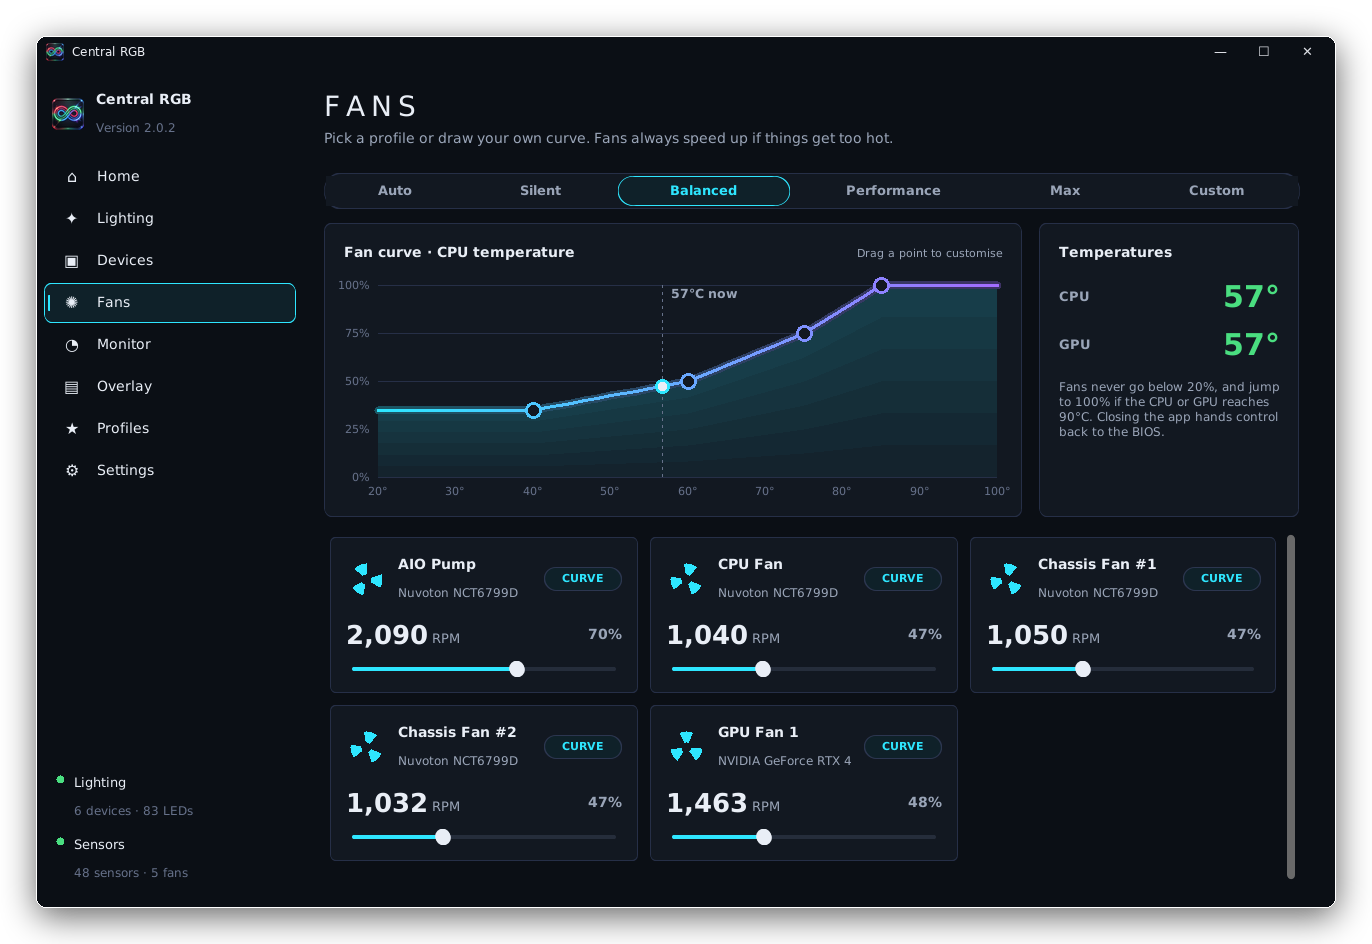 Central RGB
Central RGB
Version 2.0.2
Home
Lighting
Devices
Fans
Monitor
Overlay
Profiles
Settings
Lighting
6 devices · 83 LEDs
Sensors
48 sensors · 5 fans
FANS
Pick a profile or draw your own curve. Fans always speed up if things get too hot.
Auto Silent Balanced Performance Max Custom
Fan curve · CPU temperature
Drag a point to customise
57°C now
100%
75%
50%
25%
0%
20° 30° 40° 50° 60° 70° 80° 90° 100°
Temperatures
CPU 57°
GPU 57°
Fans never go below 20%, and jump
to 100% if the CPU or GPU reaches
90°C. Closing the app hands control
back to the BIOS.
AIO Pump
Nuvoton NCT6799D
CURVE
2,090 RPM 70%
CPU Fan
Nuvoton NCT6799D
CURVE
1,040 RPM 47%
Chassis Fan #1
Nuvoton NCT6799D
CURVE
1,050 RPM 47%
Chassis Fan #2
Nuvoton NCT6799D
CURVE
1,032 RPM 47%
GPU Fan 1
NVIDIA GeForce RTX 4
CURVE
1,463 RPM 48%